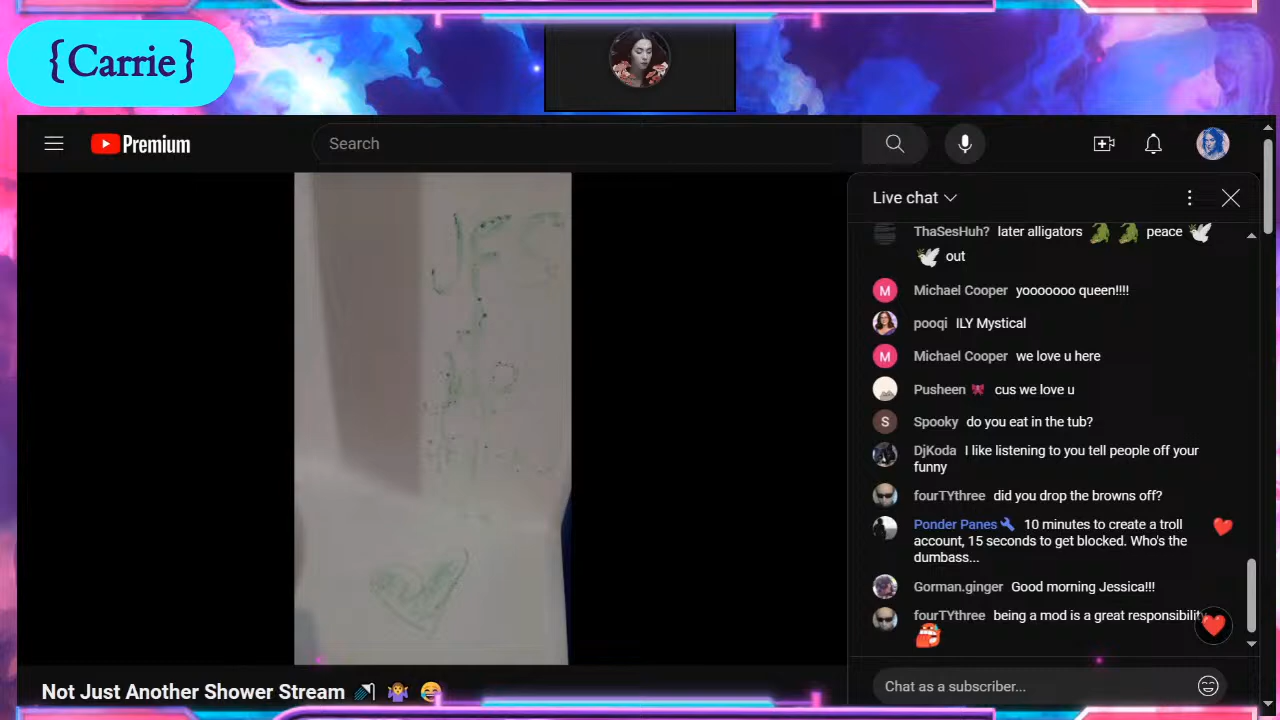 {Carrie}
Premium
Search
Live chat
ThaSesHuh? later alligators 🐊 🐊 peace 🕊️
🕊️ out
Michael Cooper yooooooo queen!!!!
pooqi ILY Mystical
Michael Cooper we love u here
Pusheen 🎀 cus we love u
S Spooky do you eat in the tub?
DjKoda I like listening to you tell people off your
funny
fourTYthree did you drop the browns off?
Ponder Panes 10 minutes to create a troll
account, 15 seconds to get blocked. Who's the
dumbass...
Gorman.ginger Good morning Jessica!!!
fourTYthree being a mod is a great responsibility
Chat as a subscriber...
Not Just Another Shower Stream 🚿 🤷‍♀️ 😂